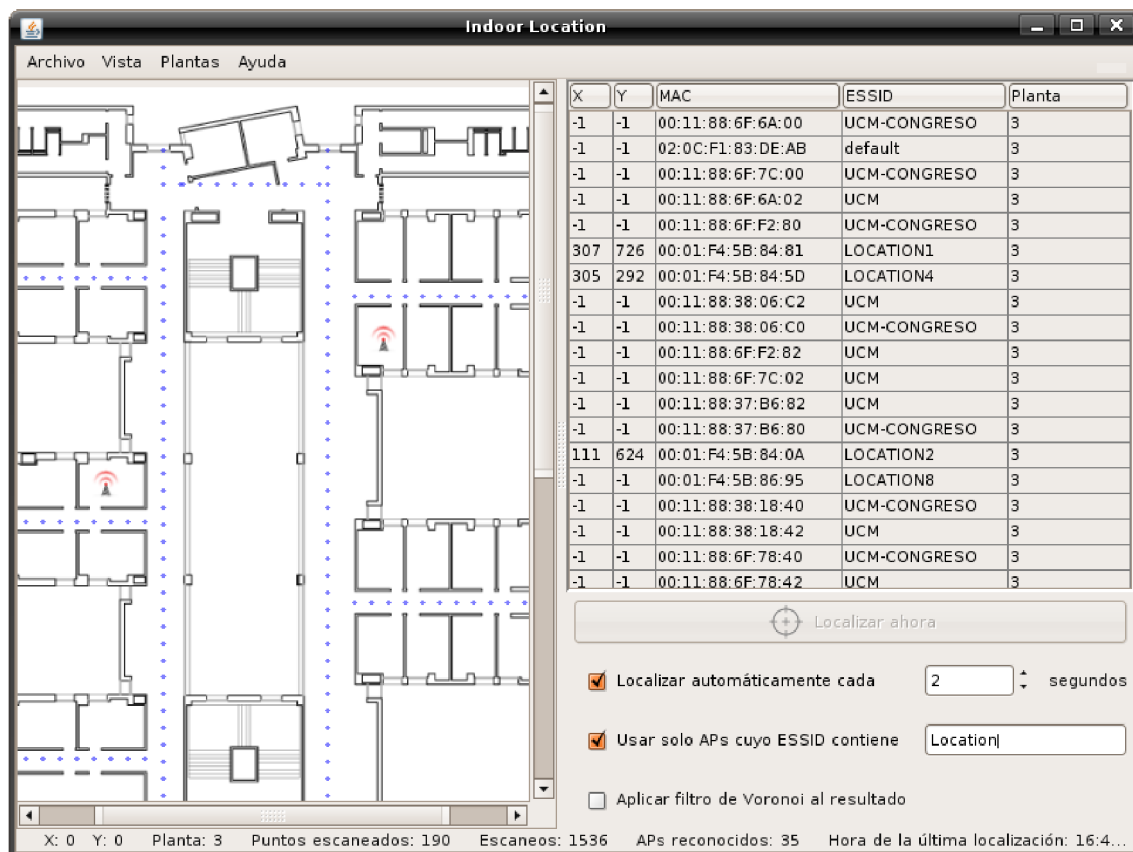 Indoor Location
Archivo Vista Plantas Ayuda
X Y MAC ESSID Planta
-1 -1 00:11:88:6F:6A:00 UCM-CONGRESO 3
-1 -1 02:0C:F1:83:DE:AB default 3
-1 -1 00:11:88:6F:7C:00 UCM-CONGRESO 3
-1 -1 00:11:88:6F:6A:02 UCM 3
-1 -1 00:11:88:6F:F2:80 UCM-CONGRESO 3
307 726 00:01:F4:5B:84:81 LOCATION1 3
305 292 00:01:F4:5B:84:5D LOCATION4 3
-1 -1 00:11:88:38:06:C2 UCM 3
-1 -1 00:11:88:38:06:C0 UCM-CONGRESO 3
-1 -1 00:11:88:6F:F2:82 UCM 3
-1 -1 00:11:88:6F:7C:02 UCM 3
-1 -1 00:11:88:37:B6:82 UCM 3
-1 -1 00:11:88:37:B6:80 UCM-CONGRESO 3
111 624 00:01:F4:5B:84:0A LOCATION2 3
-1 -1 00:01:F4:5B:86:95 LOCATION8 3
-1 -1 00:11:88:38:18:40 UCM-CONGRESO 3
-1 -1 00:11:88:38:18:42 UCM 3
-1 -1 00:11:88:6F:78:40 UCM-CONGRESO 3
-1 -1 00:11:88:6F:78:42 UCM 3
Localizar ahora
Localizar automáticamente cada 2 segundos
Usar solo APs cuyo ESSID contiene Location
Aplicar filtro de Voronoi al resultado
X: 0 Y: 0 Planta: 3 Puntos escaneados: 190 Escaneos: 1536 APs reconocidos: 35 Hora de la última localización: 16:4...